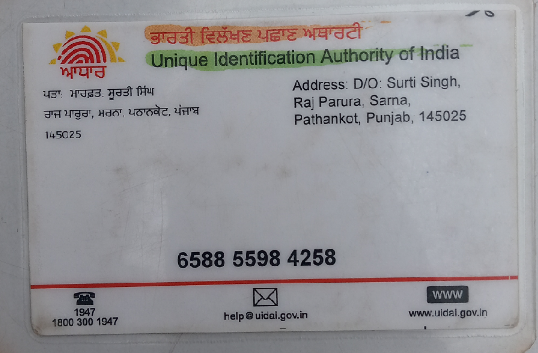 ਭਾਰਤੀ ਵਿਲੱਖਣ ਪਛਾਣ ਅਥਾਰਟੀ
Unique Identification Authority of India
ਆਧਾਰ
ਪਤਾ: ਮਾਰਫ਼ਤ, ਸੂਰਤੀ ਸਿੰਘ
ਰਾਜ ਪਾਰੂਰਾ, ਸਰਨਾ, ਪਠਾਨਕੋਟ, ਪੰਜਾਬ
145025
Address: D/O: Surti Singh,
Raj Parura, Sarna,
Pathankot, Punjab, 145025
6588 5598 4258
1947
1800 300 1947
help@uidai.gov.in
WWW
www.uidai.gov.in